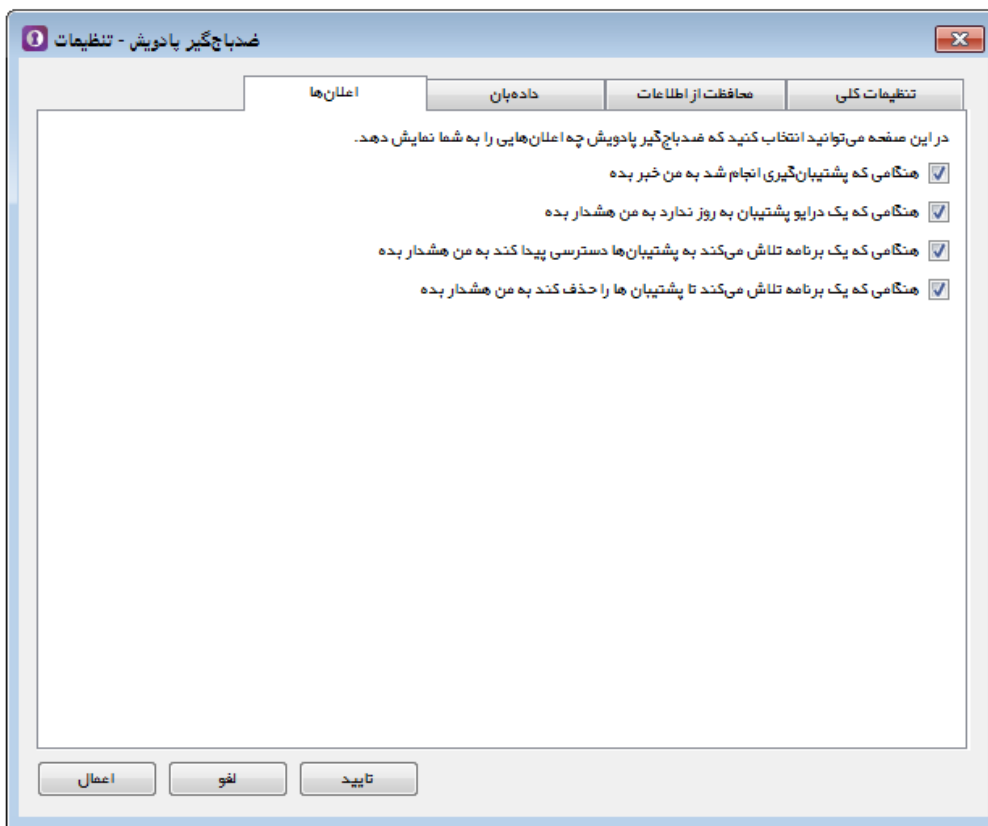 ضدباج‌گیر پادویش - تنظیمات
تنظیمات کلی
محافظت از اطلاعات
داده‌بان
اعلان‌ها
در این صفحه می‌توانید انتخاب کنید که ضدباج‌گیر پادویش چه اعلان‌هایی را به شما نمایش دهد.
هنگامی که پشتیبان‌گیری انجام شد به من خبر بده
هنگامی که یک درایو پشتیبان به روز ندارد به من هشدار بده
هنگامی که یک برنامه تلاش می‌کند به پشتیبان‌ها دسترسی پیدا کند به من هشدار بده
هنگامی که یک برنامه تلاش می‌کند تا پشتیبان ها را حذف کند به من هشدار بده
تایید
لغو
اعمال